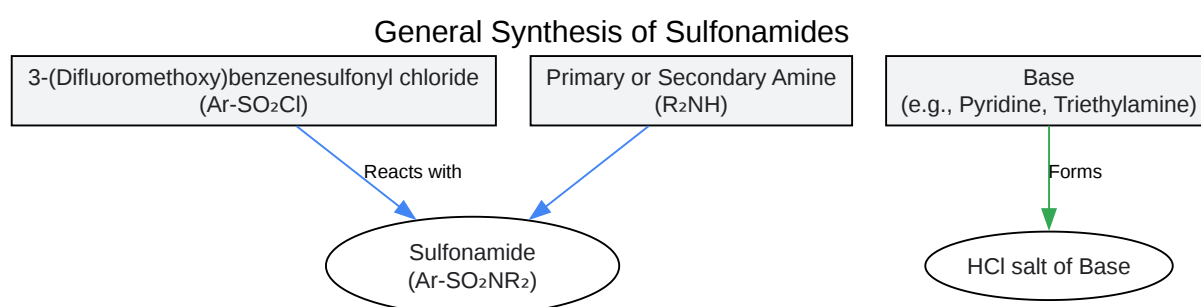 General Synthesis of Sulfonamides
3-(Difluoromethoxy)benzenesulfonyl chloride
(Ar-SO₂Cl)
Primary or Secondary Amine
(R₂NH)
Base
(e.g., Pyridine, Triethylamine)
Reacts with
Forms
Sulfonamide
(Ar-SO₂NR₂)
HCl salt of Base